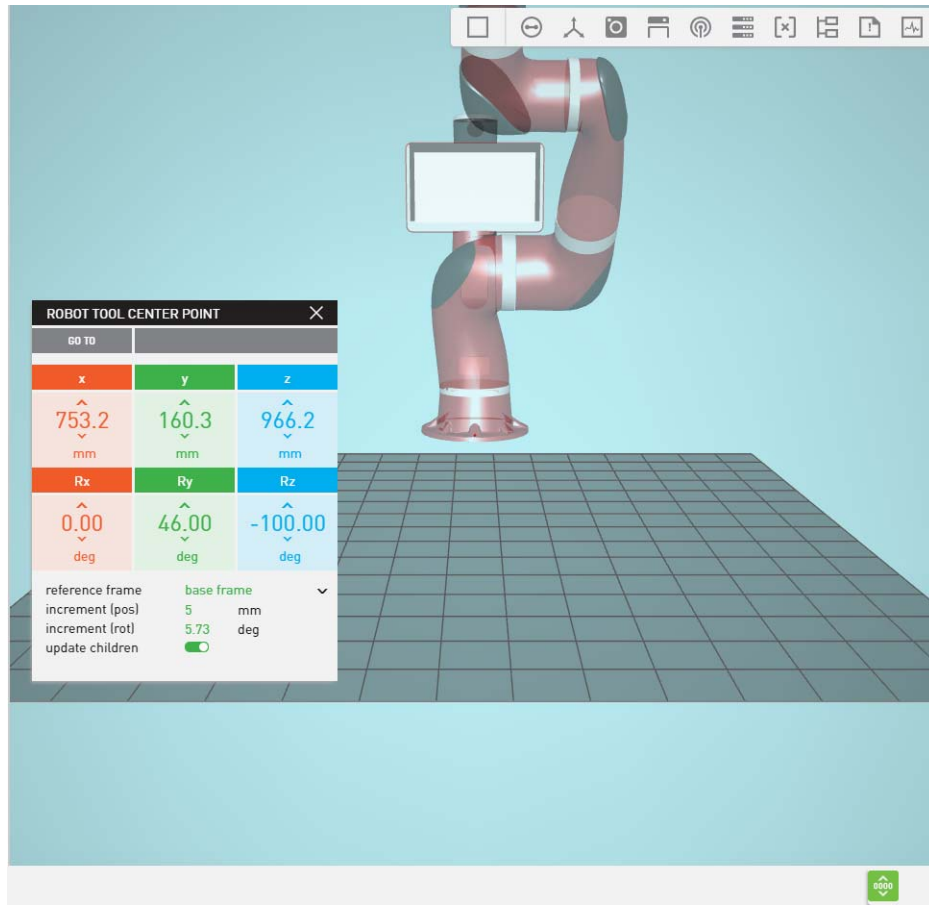 ROBOT TOOL CENTER POINT
GO TO
x y z
753.2 160.3 966.2
mm mm mm
Rx Ry Rz
0.00 46.00 -100.00
deg deg deg
reference frame base frame
increment (pos) 5 mm
increment (rot) 5.73 deg
update children
0000